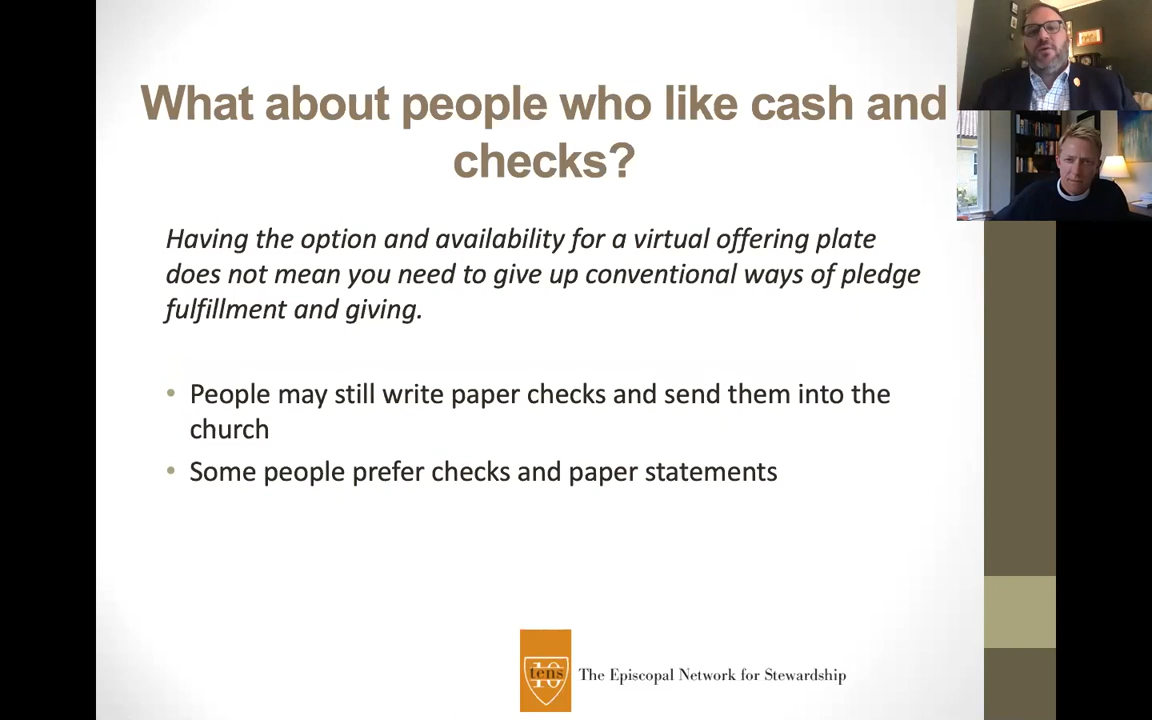 What about people who like cash and
checks?
Having the option and availability for a virtual offering plate
does not mean you need to give up conventional ways of pledge
fulfillment and giving.
• People may still write paper checks and send them into the
church
• Some people prefer checks and paper statements
tens
10
The Episcopal Network for Stewardship